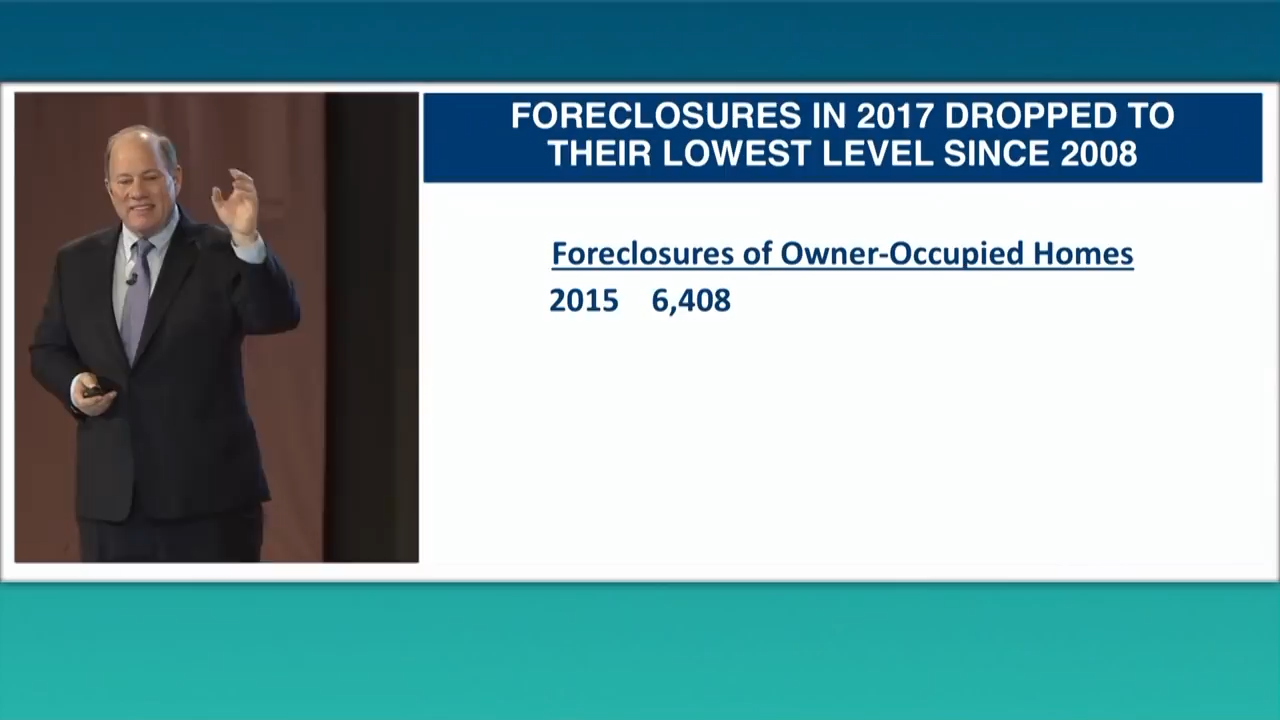 FORECLOSURES IN 2017 DROPPED TO
THEIR LOWEST LEVEL SINCE 2008
Foreclosures of Owner-Occupied Homes
2015 6,408